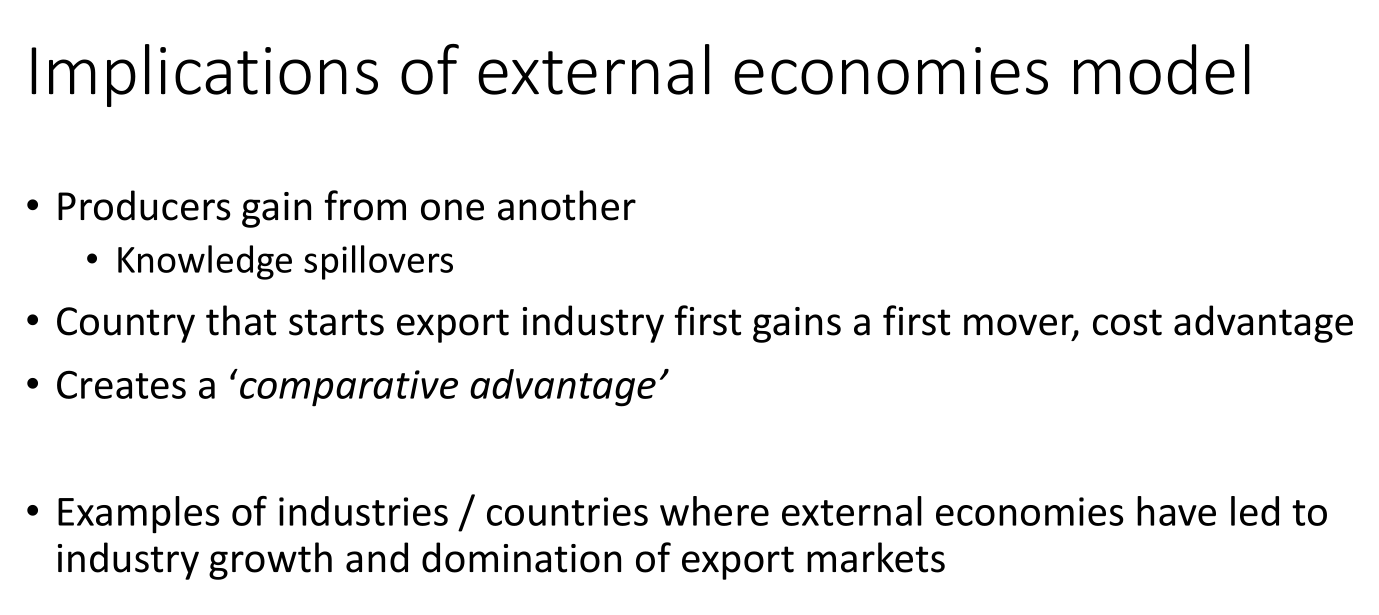 Implications of external economies model
• Producers gain from one another
• Knowledge spillovers
• Country that starts export industry first gains a first mover, cost advantage
• Creates a ‘comparative advantage’
• Examples of industries / countries where external economies have led to
industry growth and domination of export markets